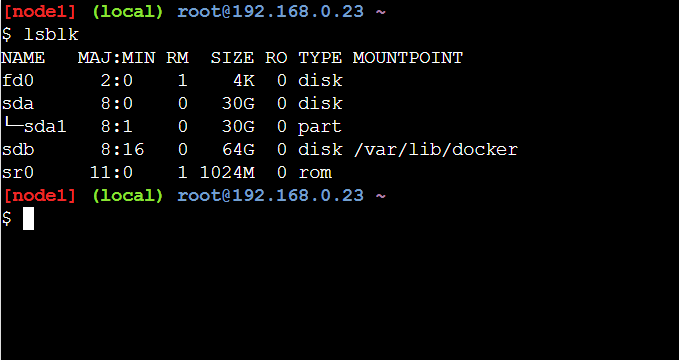 [node1] (local) root@192.168.0.23 ~
$ lsblk
NAME   MAJ:MIN RM  SIZE RO TYPE MOUNTPOINT
fd0      2:0    1    4K  0 disk
sda      8:0    0   30G  0 disk
└─sda1   8:1    0   30G  0 part
sdb      8:16   0   64G  0 disk /var/lib/docker
sr0     11:0    1 1024M  0 rom
[node1] (local) root@192.168.0.23 ~
$